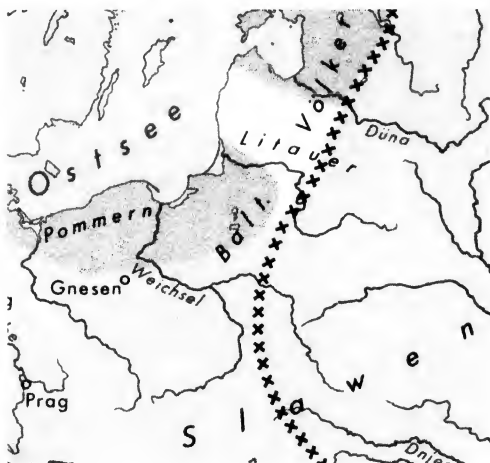 Ostsee
Balt. Völker
Litauer
Düna
Pommern
Gnesen
Weichsel
Prag
Slawen